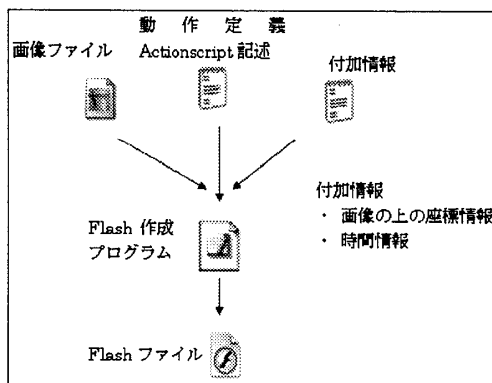 動作定義
画像ファイル
Actionscript 記述
付加情報
付加情報
・ 画像の上の座標情報
・ 時間情報
Flash 作成
プログラム
Flash ファイル